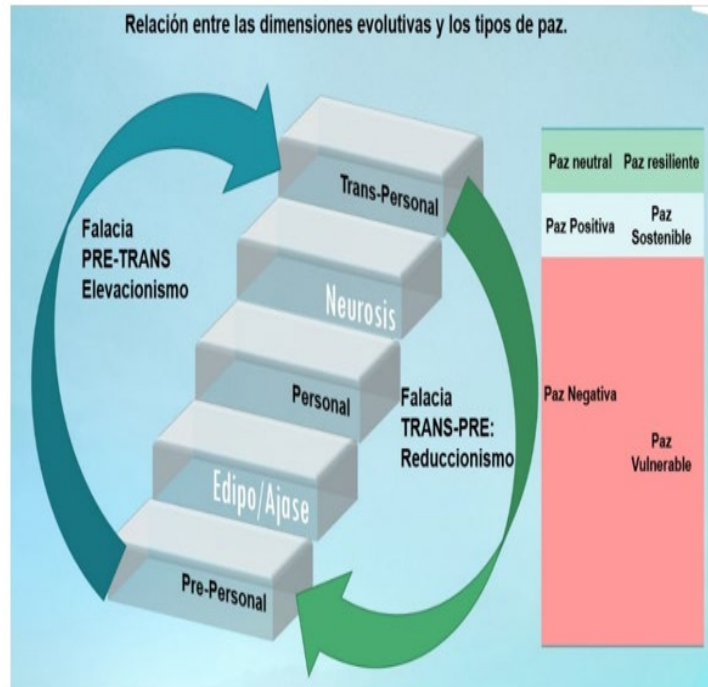 Relación entre las dimensiones evolutivas y los tipos de paz.
Trans-Personal
Neurosis
Personal
Edipo/Ajase
Pre-Personal
Falacia
PRE-TRANS
Elevacionismo
Falacia
TRANS-PRE:
Reduccionismo
Paz neutral
Paz resiliente
Paz Positiva
Paz
Sostenible
Paz Negativa
Paz
Vulnerable